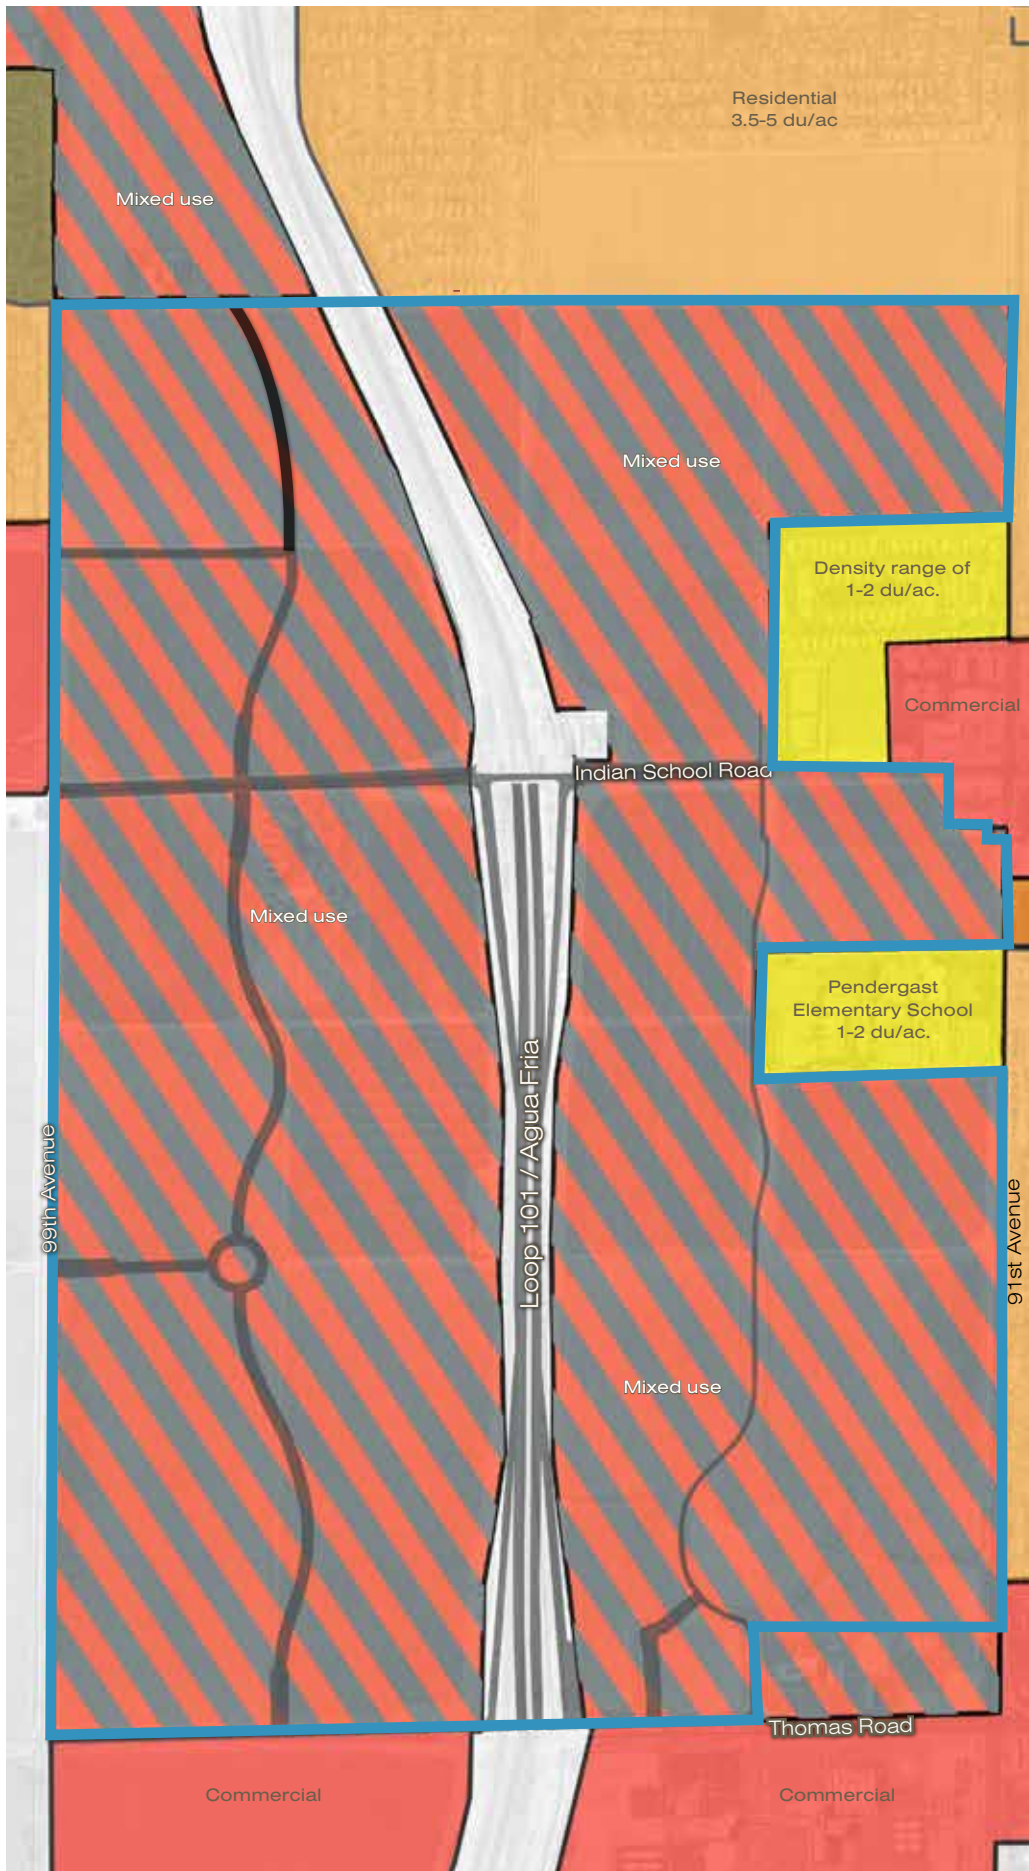 Residential
3.5-5 du/ac
Mixed use
Mixed use
Density range of
1-2 du/ac.
Commercial
Indian School Road
Mixed use
Pendergast
Elementary School
1-2 du/ac.
Loop 101 / Agua Fria
99th Avenue
91st Avenue
Mixed use
Thomas Road
Commercial
Commercial